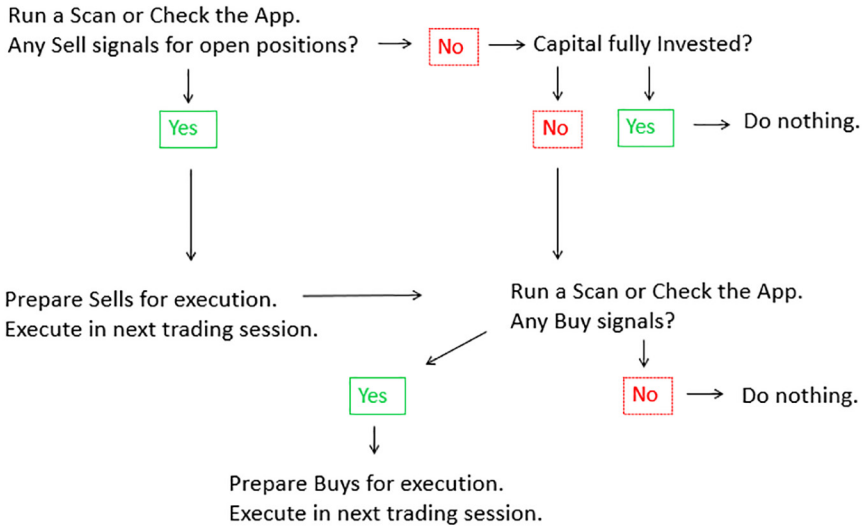 Run a Scan or Check the App.
Any Sell signals for open positions?
No
Capital fully Invested?
Yes
No
Yes
Do nothing.
Prepare Sells for execution.
Execute in next trading session.
Run a Scan or Check the App.
Any Buy signals?
Yes
No
Do nothing.
Prepare Buys for execution.
Execute in next trading session.